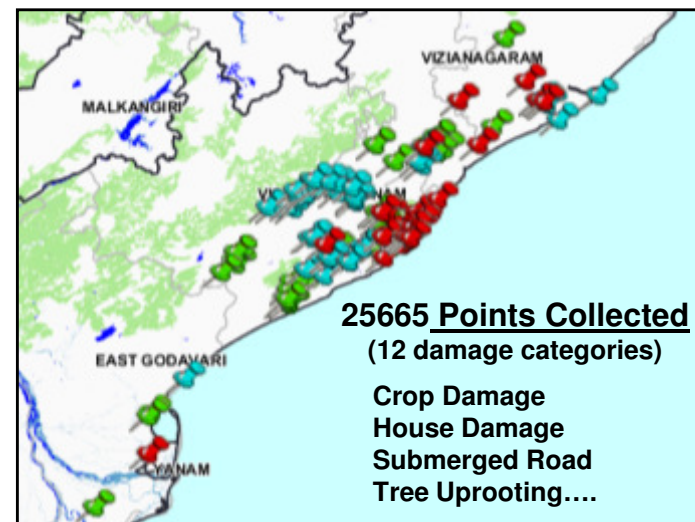 VIZIANAGARAM
MALKANGIRI
EAST GODAVARI
YANAM
25665 Points Collected
(12 damage categories)
Crop Damage
House Damage
Submerged Road
Tree Uprooting....